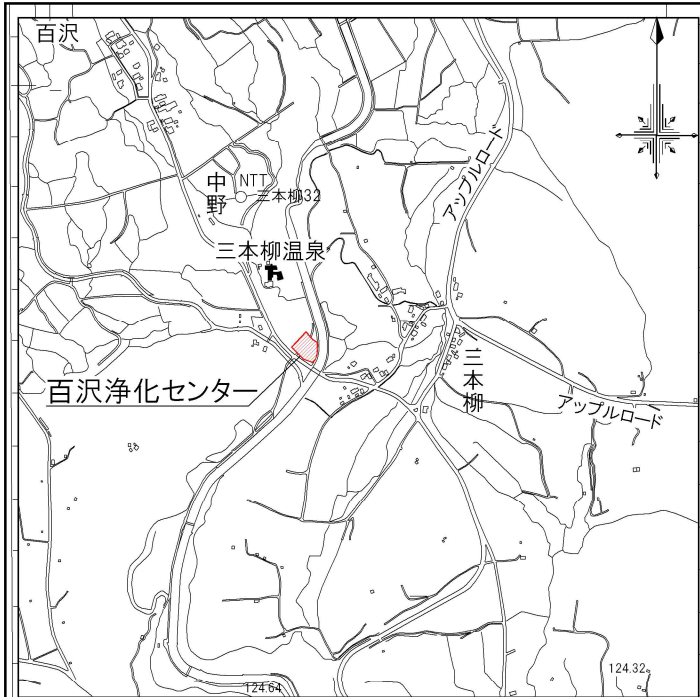 百沢
アップルロード
中野
NTT
三本柳32
三本柳温泉
百沢浄化センター
三本柳
アップルロード
124.32
124.64